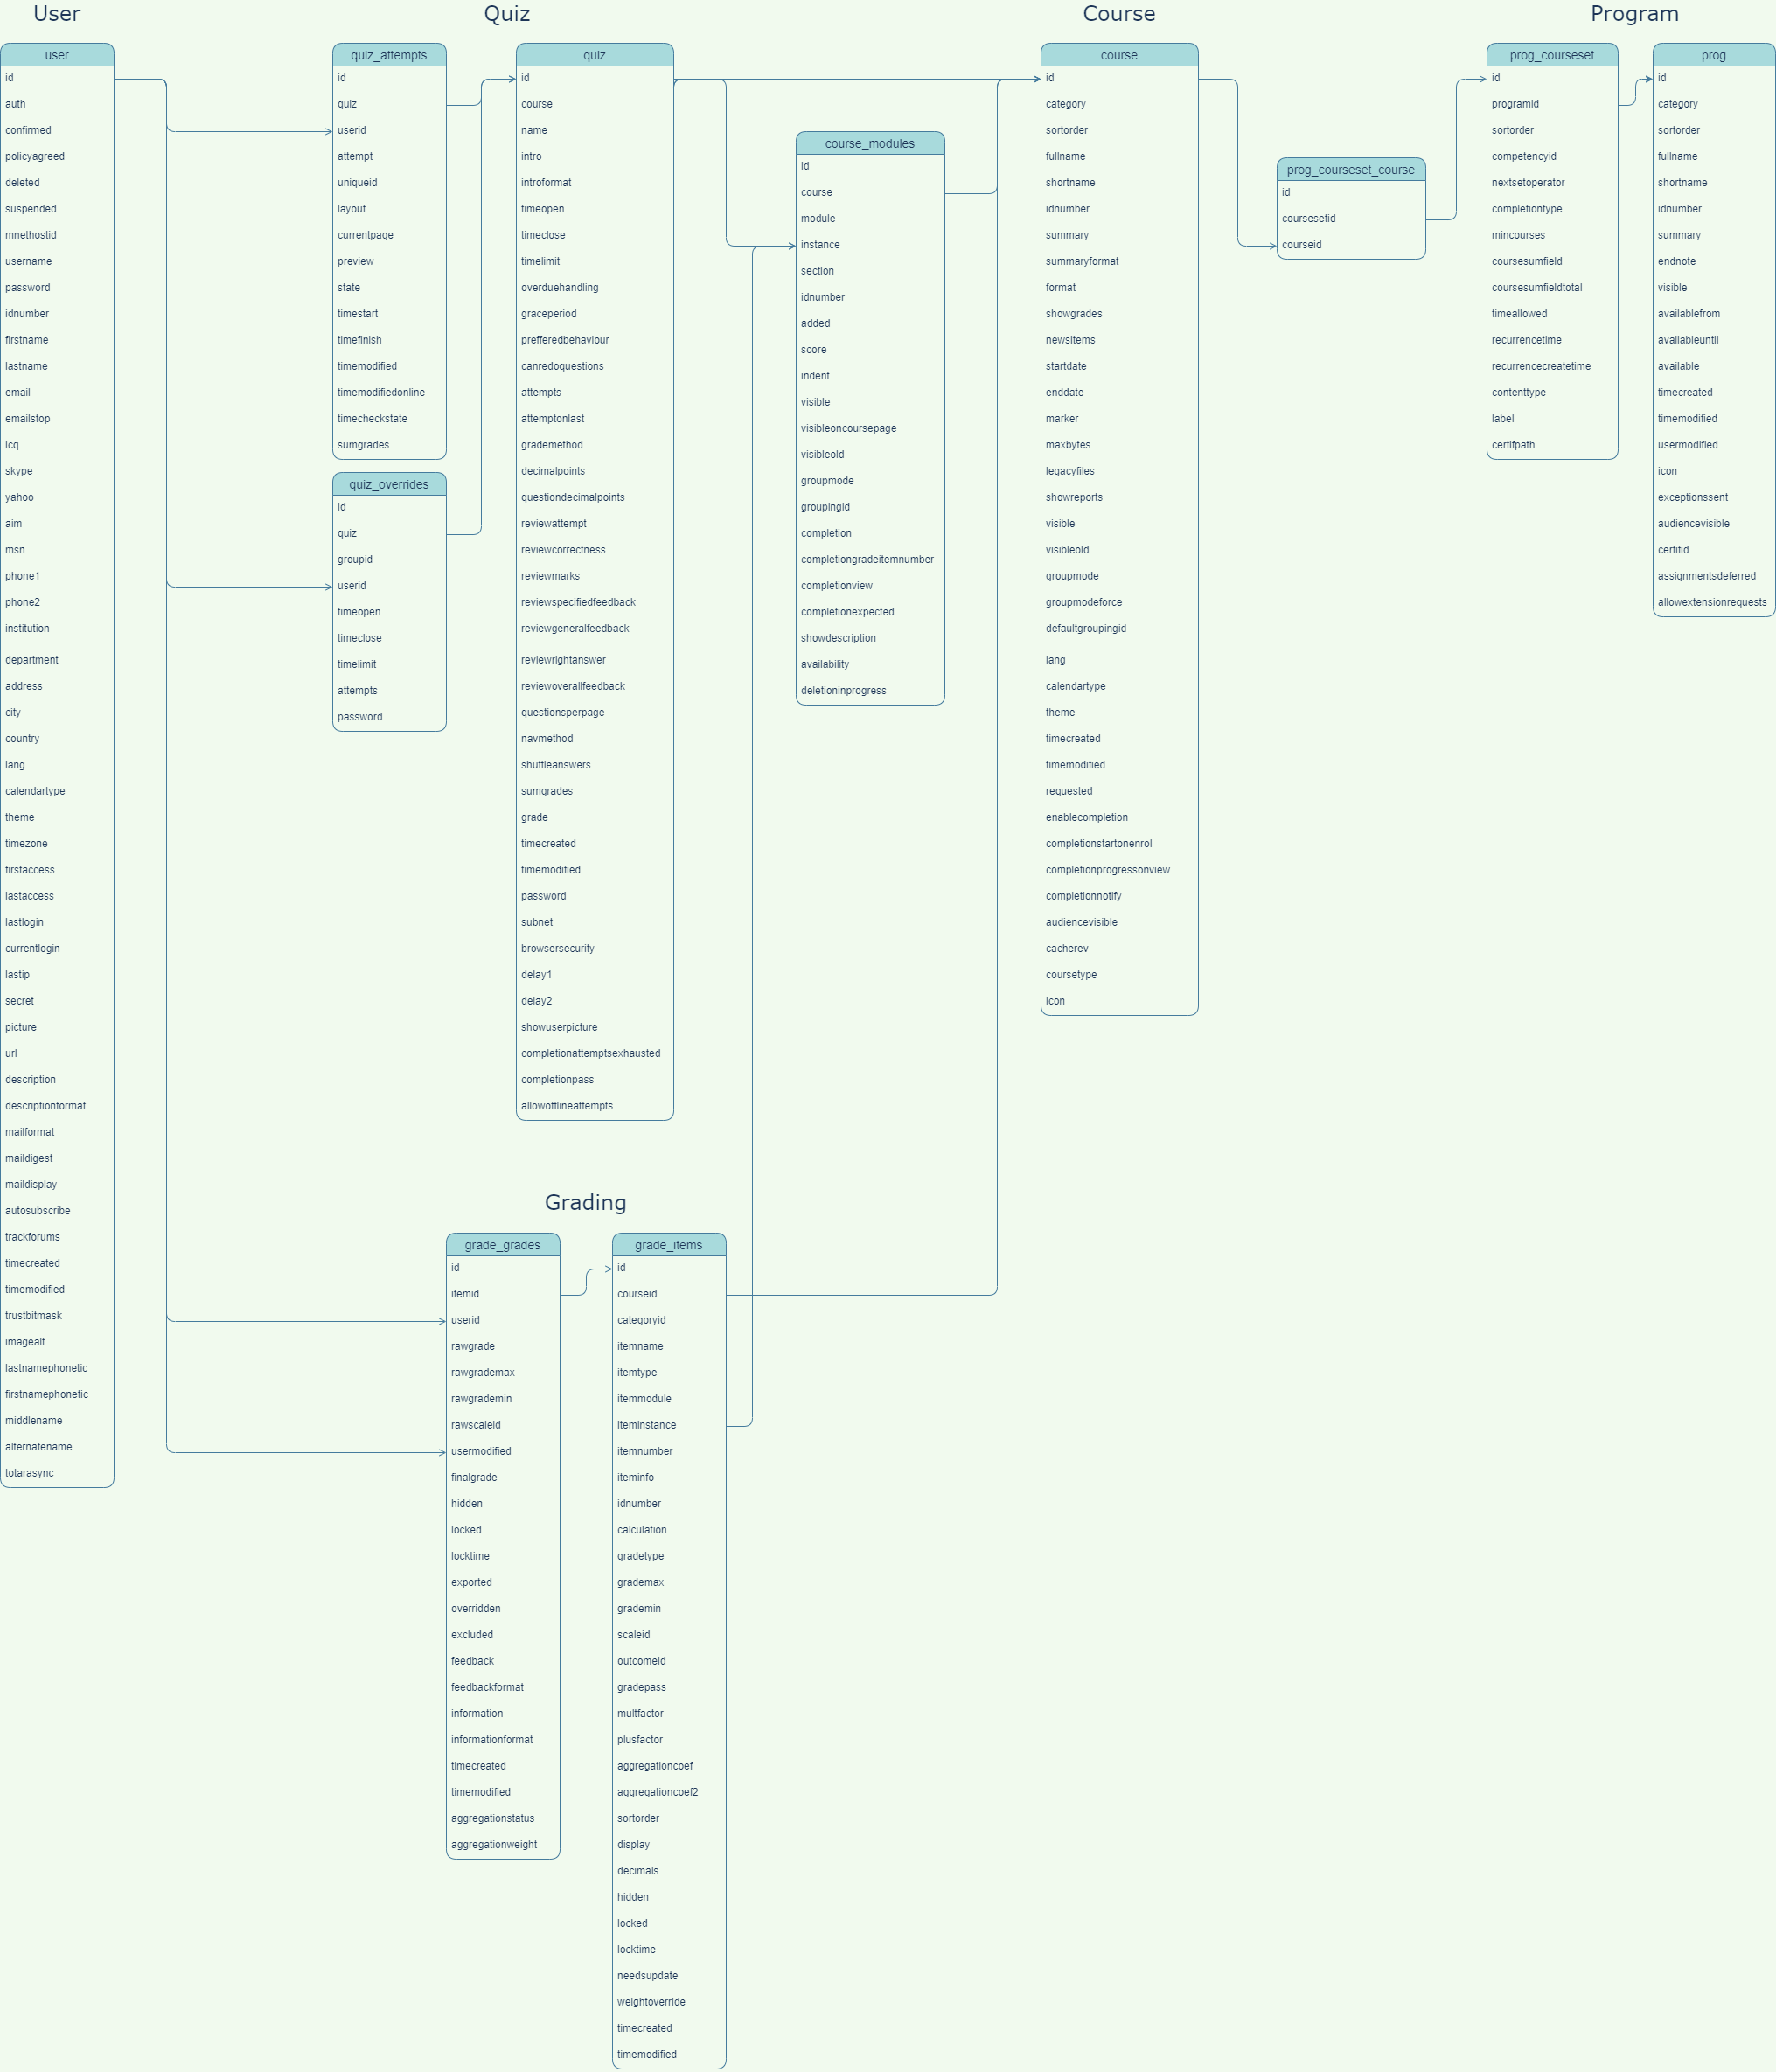 User
user
id
auth
confirmed
policyagreed
deleted
suspended
mnethostid
username
password
idnumber
firstname
lastname
email
emailstop
icq
skype
yahoo
aim
msn
phone1
phone2
institution
department
address
city
country
lang
calendartype
theme
timezone
firstaccess
lastaccess
lastlogin
currentlogin
lastip
secret
picture
url
description
descriptionformat
mailformat
maildigest
maildisplay
autosubscribe
trackforums
timecreated
timemodified
trustbitmask
imagealt
lastnamephonetic
firstnamephonetic
middlename
alternatename
totarasync
Quiz
quiz_attempts
id
quiz
userid
attempt
uniqueid
layout
currentpage
preview
state
timestart
timefinish
timemodified
timemodifiedonline
timecheckstate
sumgrades
quiz_overrides
id
quiz
groupid
userid
timeopen
timeclose
timelimit
attempts
password
quiz
id
course
name
intro
introformat
timeopen
timeclose
timelimit
overduehandling
graceperiod
prefferedbehaviour
canredoquestions
attempts
attemptonlast
grademethod
decimalpoints
questiondecimalpoints
reviewattempt
reviewcorrectness
reviewmarks
reviewspecifiedfeedback
reviewgeneralfeedback
reviewrightanswer
reviewoverallfeedback
questionsperpage
navmethod
shuffleanswers
sumgrades
grade
timecreated
timemodified
password
subnet
browsersecurity
delay1
delay2
showuserpicture
completionattemptsexhausted
completionpass
allowofflineattempts
course_modules
id
course
module
instance
section
idnumber
added
score
indent
visible
visibleoncoursepage
visibleold
groupmode
groupingid
completion
completiongradeitemnumber
completionview
completionexpected
showdescription
availability
deletioninprogress
Course
course
id
category
sortorder
fullname
shortname
idnumber
summary
summaryformat
format
showgrades
newsitems
startdate
enddate
marker
maxbytes
legacyfiles
showreports
visible
visibleold
groupmode
groupmodeforce
defaultgroupingid
lang
calendartype
theme
timecreated
timemodified
requested
enablecompletion
completionstartonenrol
completionprogressonview
completionnotify
audiencevisible
cacherev
coursetype
icon
prog_courseset_course
id
coursesetid
courseid
Program
prog_courseset
id
programid
sortorder
competencyid
nextsetoperator
completiontype
mincourses
coursesumfield
coursesumfieldtotal
timeallowed
recurrencetime
recurrencecreatetime
contenttype
label
certifpath
prog
id
category
sortorder
fullname
shortname
idnumber
summary
endnote
visible
availablefrom
availableuntil
available
timecreated
timemodified
usermodified
icon
exceptionssent
audiencevisible
certifid
assignmentsdeferred
allowextensionrequests
Grading
grade_grades
id
itemid
userid
rawgrade
rawgrademax
rawgrademin
rawscaleid
usermodified
finalgrade
hidden
locked
locktime
exported
overridden
excluded
feedback
feedbackformat
information
informationformat
timecreated
timemodified
aggregationstatus
aggregationweight
grade_items
id
courseid
categoryid
itemname
itemtype
itemmodule
iteminstance
itemnumber
iteminfo
idnumber
calculation
gradetype
grademax
grademin
scaleid
outcomeid
gradepass
multfactor
plusfactor
aggregationcoef
aggregationcoef2
sortorder
display
decimals
hidden
locked
locktime
needsupdate
weightoverride
timecreated
timemodified